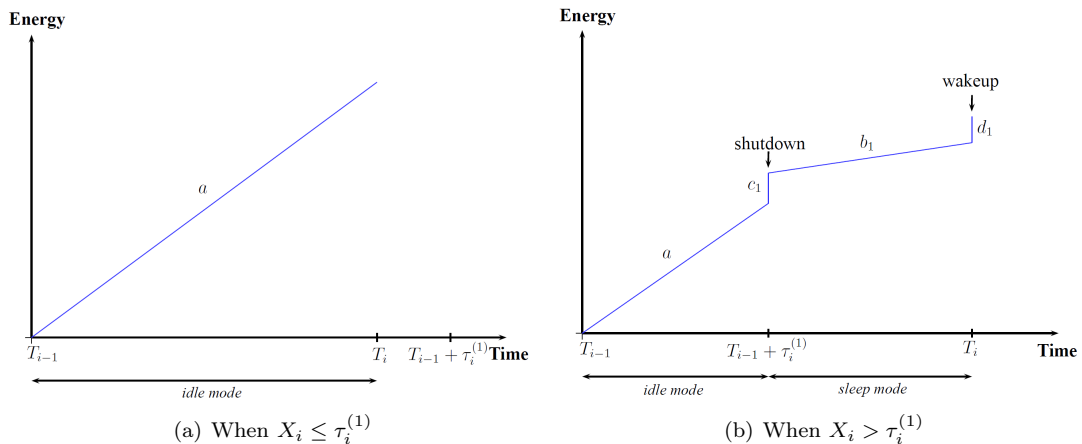 Energy
a
T_{i-1}
T_i
T_{i-1} + τ_i^{(1)}
Time
idle mode
(a) When X_i ≤ τ_i^{(1)}
Energy
wakeup
d_1
shutdown
b_1
c_1
a
T_{i-1}
T_{i-1} + τ_i^{(1)}
T_i
Time
idle mode
sleep mode
(b) When X_i > τ_i^{(1)}